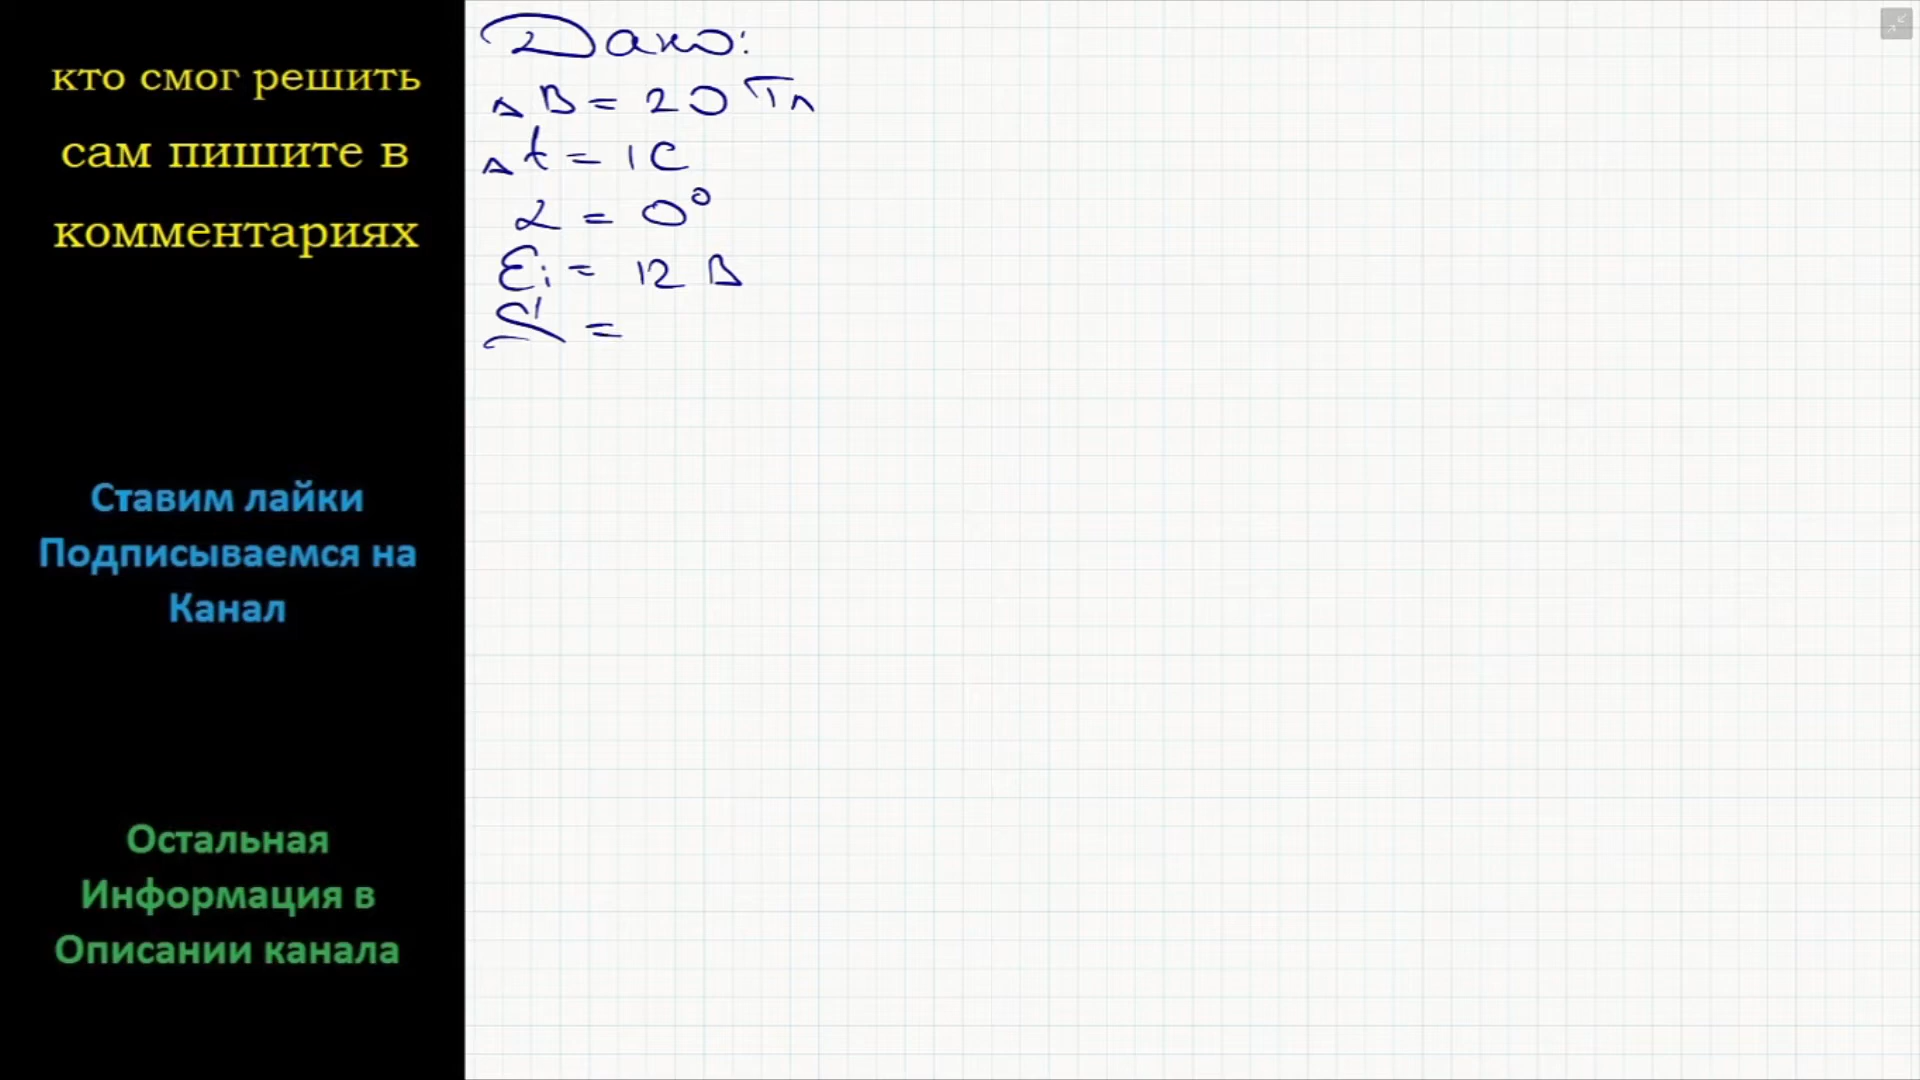 кто смог решить
сам пишите в
комментариях
Ставим лайки
Подписываемся на
Канал
Остальная
Информация в
Описании канала
Дано:
ΔB = 20 Тл
Δt = 1 С
α = 0°
Ei = 12 В
S =